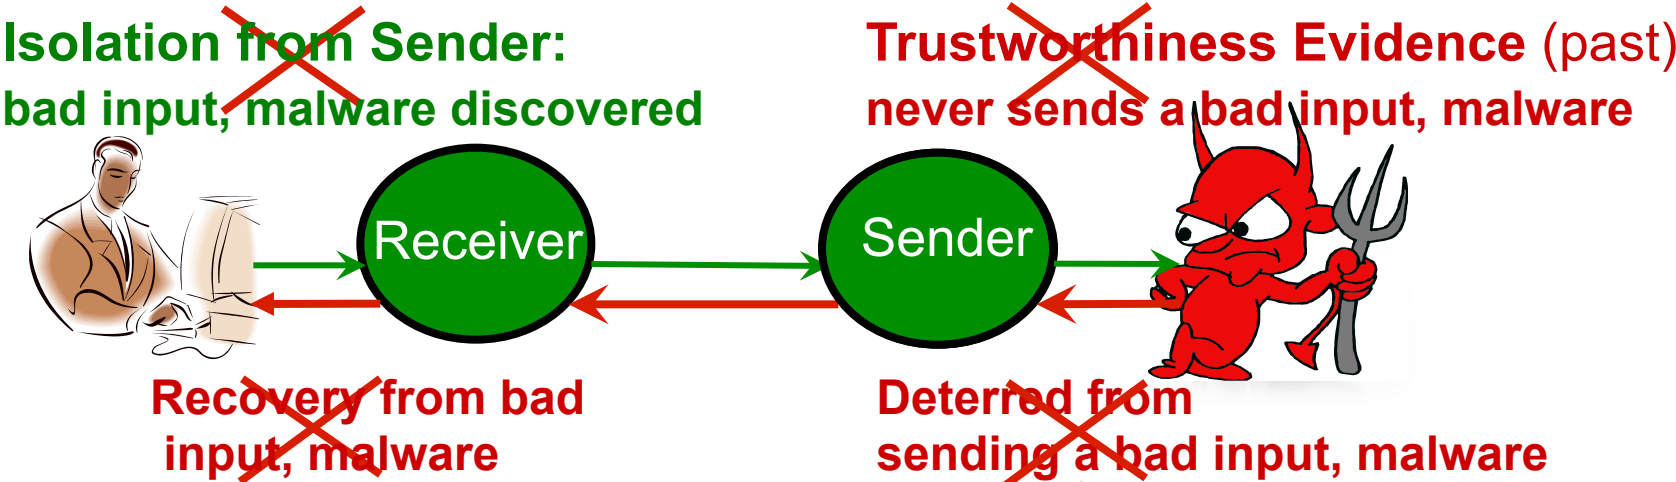 Isolation from Sender:
bad input, malware discovered
Trustworthiness Evidence (past)
never sends a bad input, malware
Receiver
Sender
Recovery from bad
input, malware
Deterred from
sending a bad input, malware